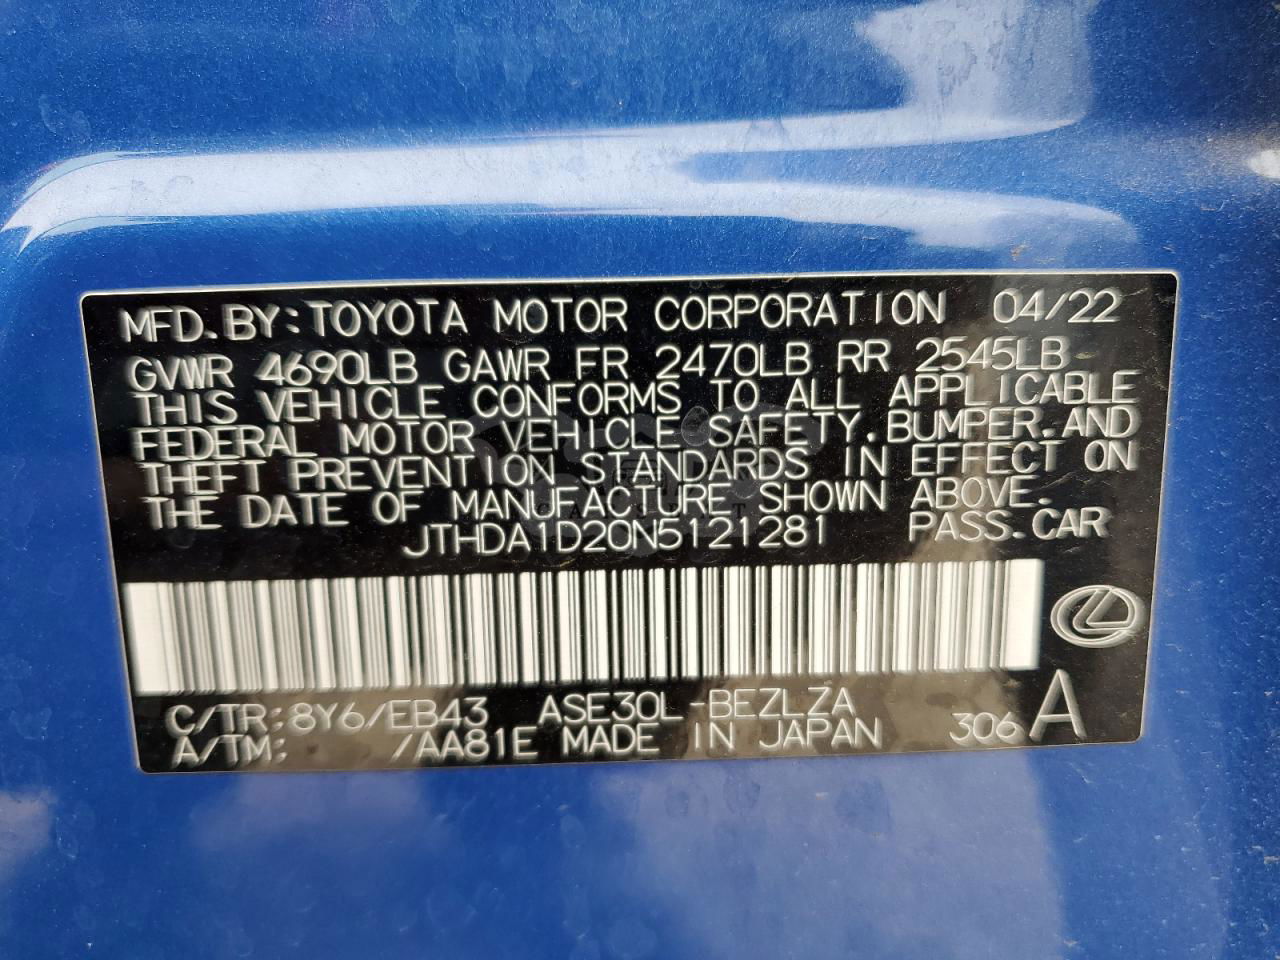 MFD.BY:TOYOTA MOTOR CORPORATION 04/22
GVWR 4690LB GAWR FR 2470LB RR 2545LB
THIS VEHICLE CONFORMS TO ALL APPLICABLE
FEDERAL MOTOR VEHICLE SAFETY.BUMPER.AND
THEFT PREVENTION STANDARDS IN EFFECT ON
THE DATE OF MANUFACTURE SHOWN ABOVE.
JTHDA1D20N5121281 PASS.CAR
C/TR:8Y6/EB43 ASE30L-BEZLZA
A/TM: /AA81E MADE IN JAPAN 306 A